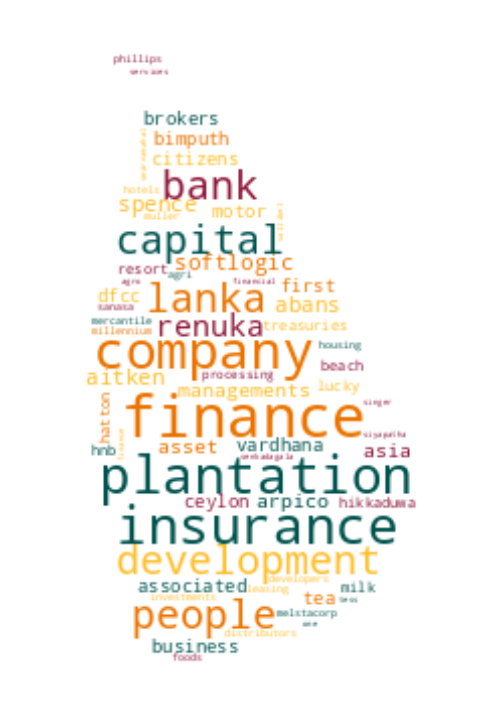 phillips
services
brokers
bimputh
citizens
bank
hotels
spence
muller
motor
capital
softlogic
resort
agri
agro
financial
first
dfcc
lanka
abans
sanasa
mercantile
renuka
treasuries
millennium
company
housing
beach
aitken
processing
managements
lucky
hatton
finance
singer
siyapatha
hnb
asset
vardhana
asia
senkadagala
plantation
ceylon
arpico
hikkaduwa
insurance
development
developers
associated
leasing
milk
investments
tea
tess
people
melstacorp
one
distributors
business
foods